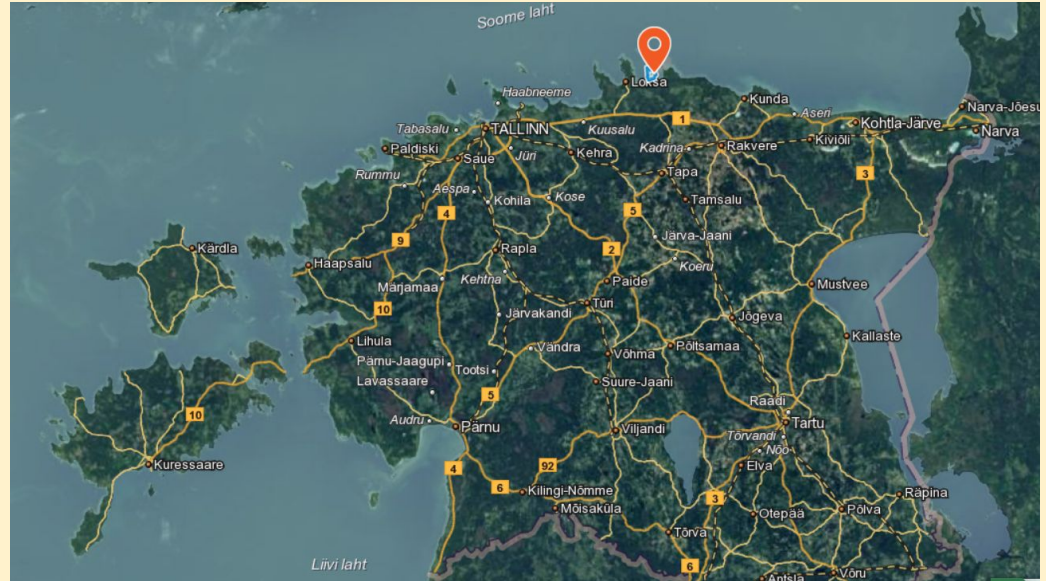 Soome laht
Loksa
Haabneeme
Kunda
Aseri
Narva-Jõesu
Tabasalu
TALLINN
Kuusalu
1
Kohtla-Järve
Narva
Paldiski
Saue
Jüri
Kehra
Kadrina
Rakvere
Kiviõli
Rummu
Aespa
Kohila
Kose
Tapa
3
Tamsalu
4
5
9
Rapla
2
Järva-Jaani
Koeru
Kärdla
Haapsalu
Kehtna
Märjamaa
Paide
Mustvee
10
Türi
Järvakandi
Jõgeva
Kallaste
Lihula
Vändra
Võhma
Põltsamaa
Pärnu-Jaagupi
Tootsi
Lavassaare
Suure-Jaani
5
10
Raadi
Audru
Pärnu
Viljandi
Tartu
Tõrvandi
Nõo
Kuressaare
4
92
Elva
6
Kilingi-Nõmme
3
Räpina
Mõisaküla
Otepää
Põlva
Tõrva
Liivi laht
6
Antsla
Võru